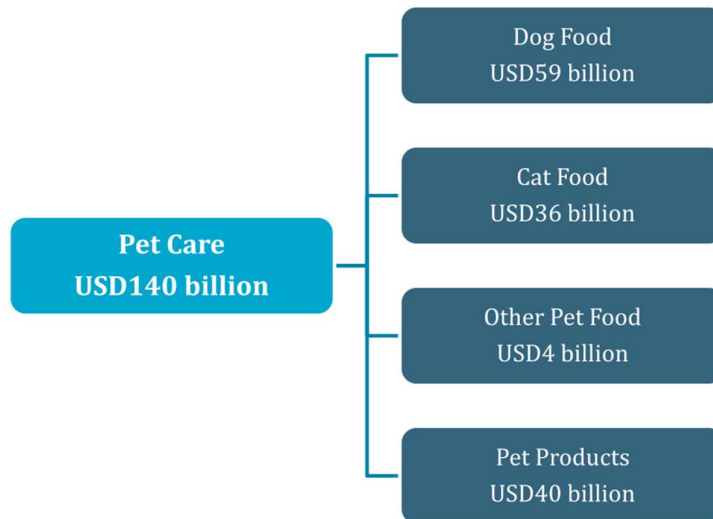 Dog Food
USD59 billion
Cat Food
USD36 billion
Pet Care
USD140 billion
Other Pet Food
USD4 billion
Pet Products
USD40 billion